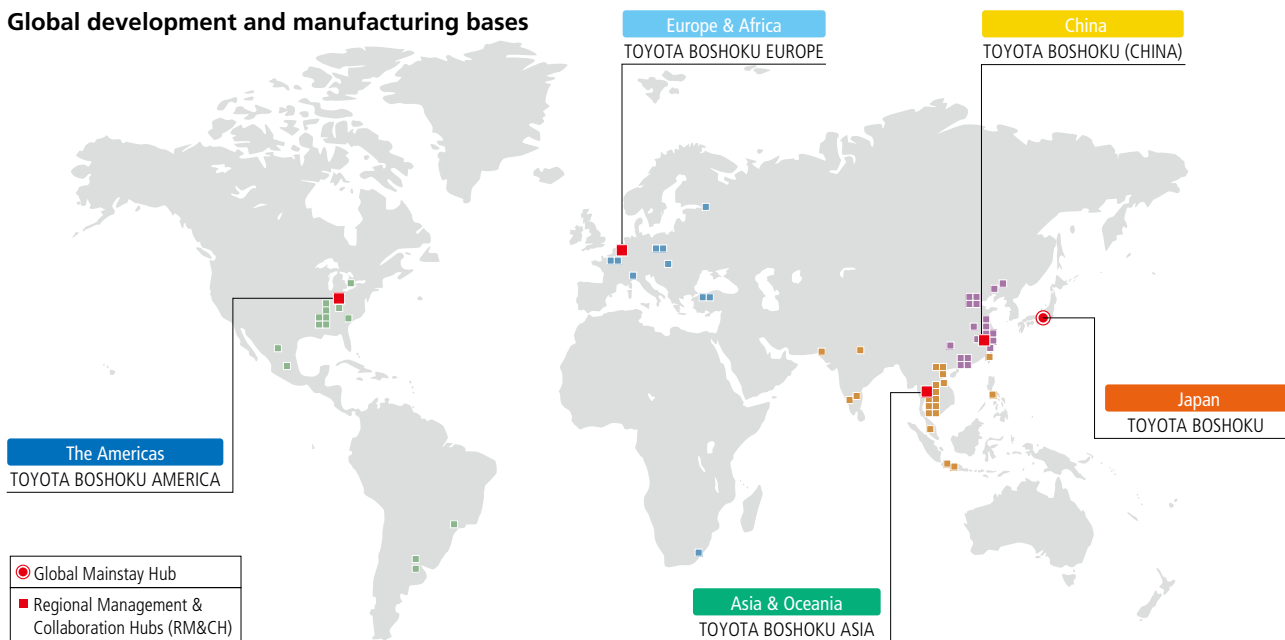 Global development and manufacturing bases
Europe & Africa
TOYOTA BOSHOKU EUROPE
China
TOYOTA BOSHOKU (CHINA)
Japan
TOYOTA BOSHOKU
The Americas
TOYOTA BOSHOKU AMERICA
Global Mainstay Hub
Regional Management &
Collaboration Hubs (RM&CH)
Asia & Oceania
TOYOTA BOSHOKU ASIA